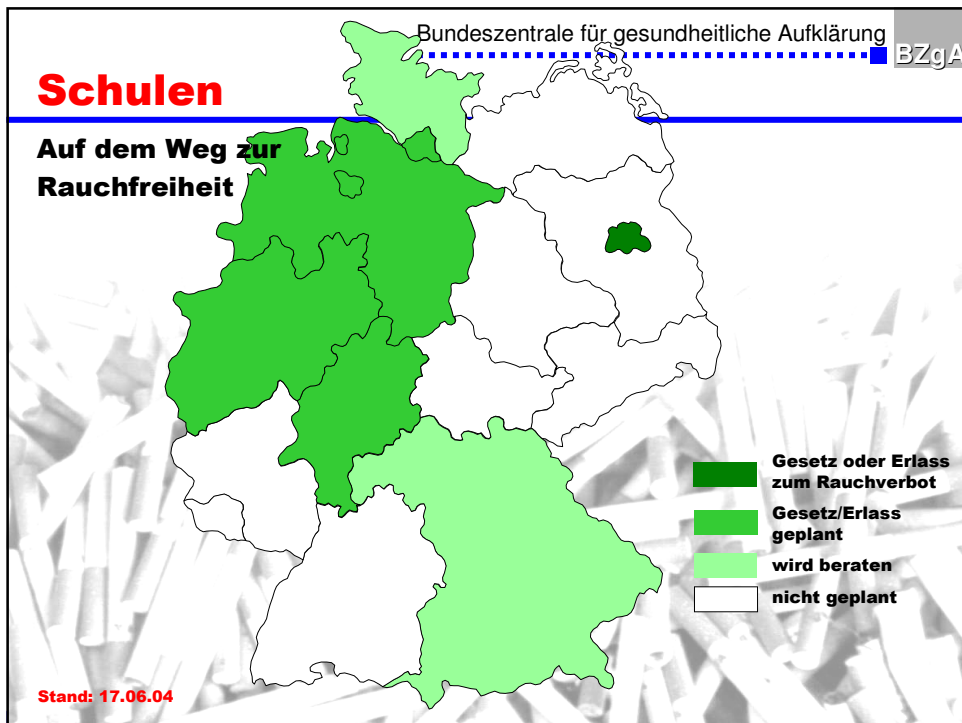 Bundeszentrale für gesundheitliche Aufklärung
BZgA
Schulen
Auf dem Weg zur
Rauchfreiheit
Gesetz oder Erlass
zum Rauchverbot
Gesetz/Erlass
geplant
wird beraten
nicht geplant
Stand: 17.06.04